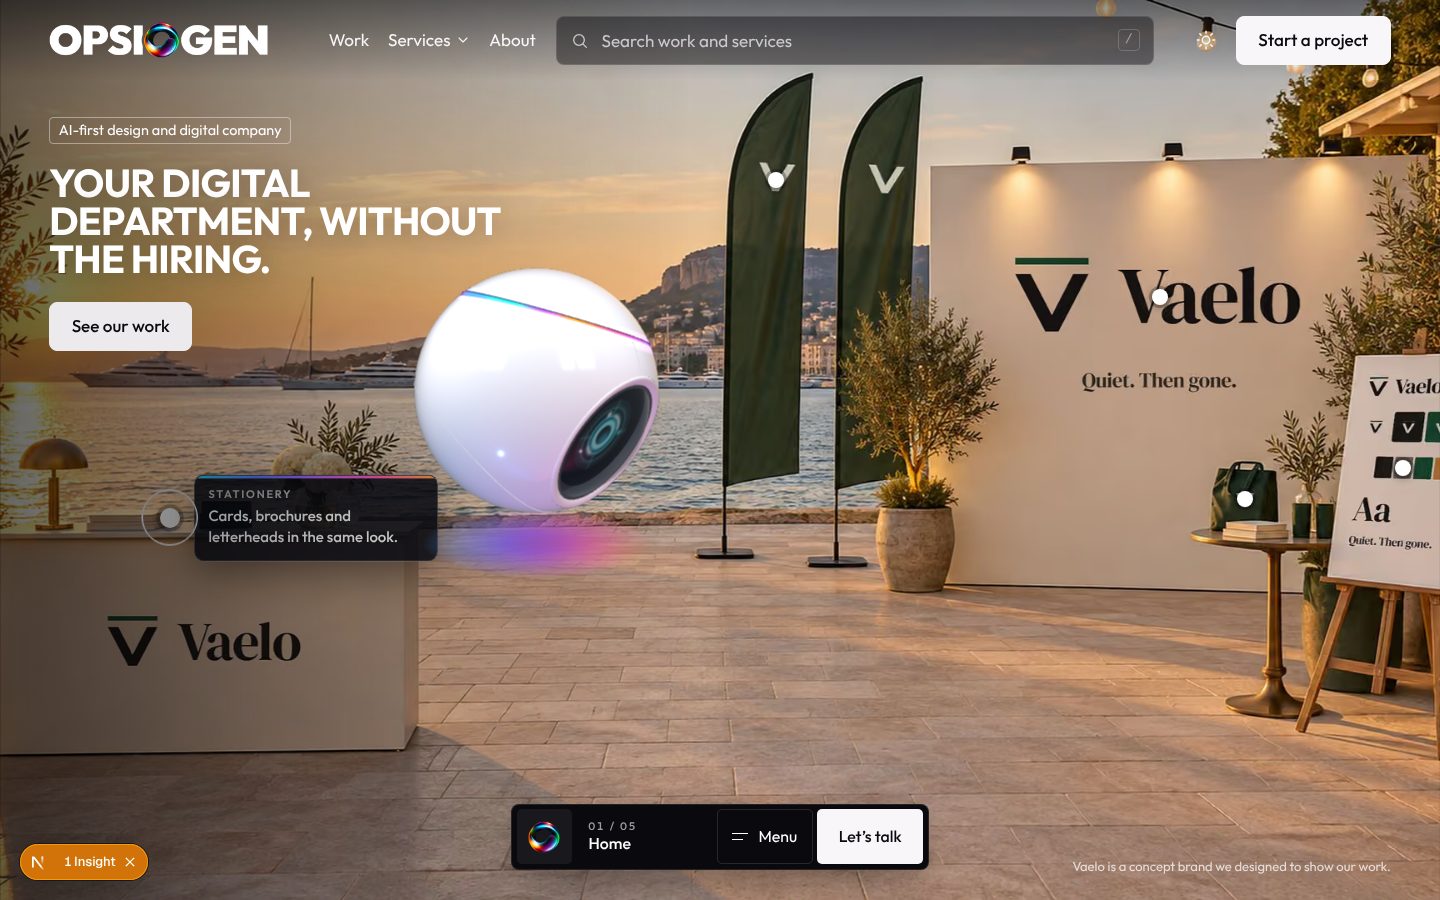 OPSIOGEN
Work
Services
About
Search work and services
/
Start a project
AI-first design and digital company
YOUR DIGITAL
DEPARTMENT, WITHOUT
THE HIRING.
See our work
Vaelo
Quiet. Then gone.
Vaelo
Aa
Quiet. Then gone.
STATIONERY
Cards, brochures and
letterheads in the same look.
Vaelo
01 / 05
Home
Menu
Let's talk
1 Insight
Vaelo is a concept brand we designed to show our work.